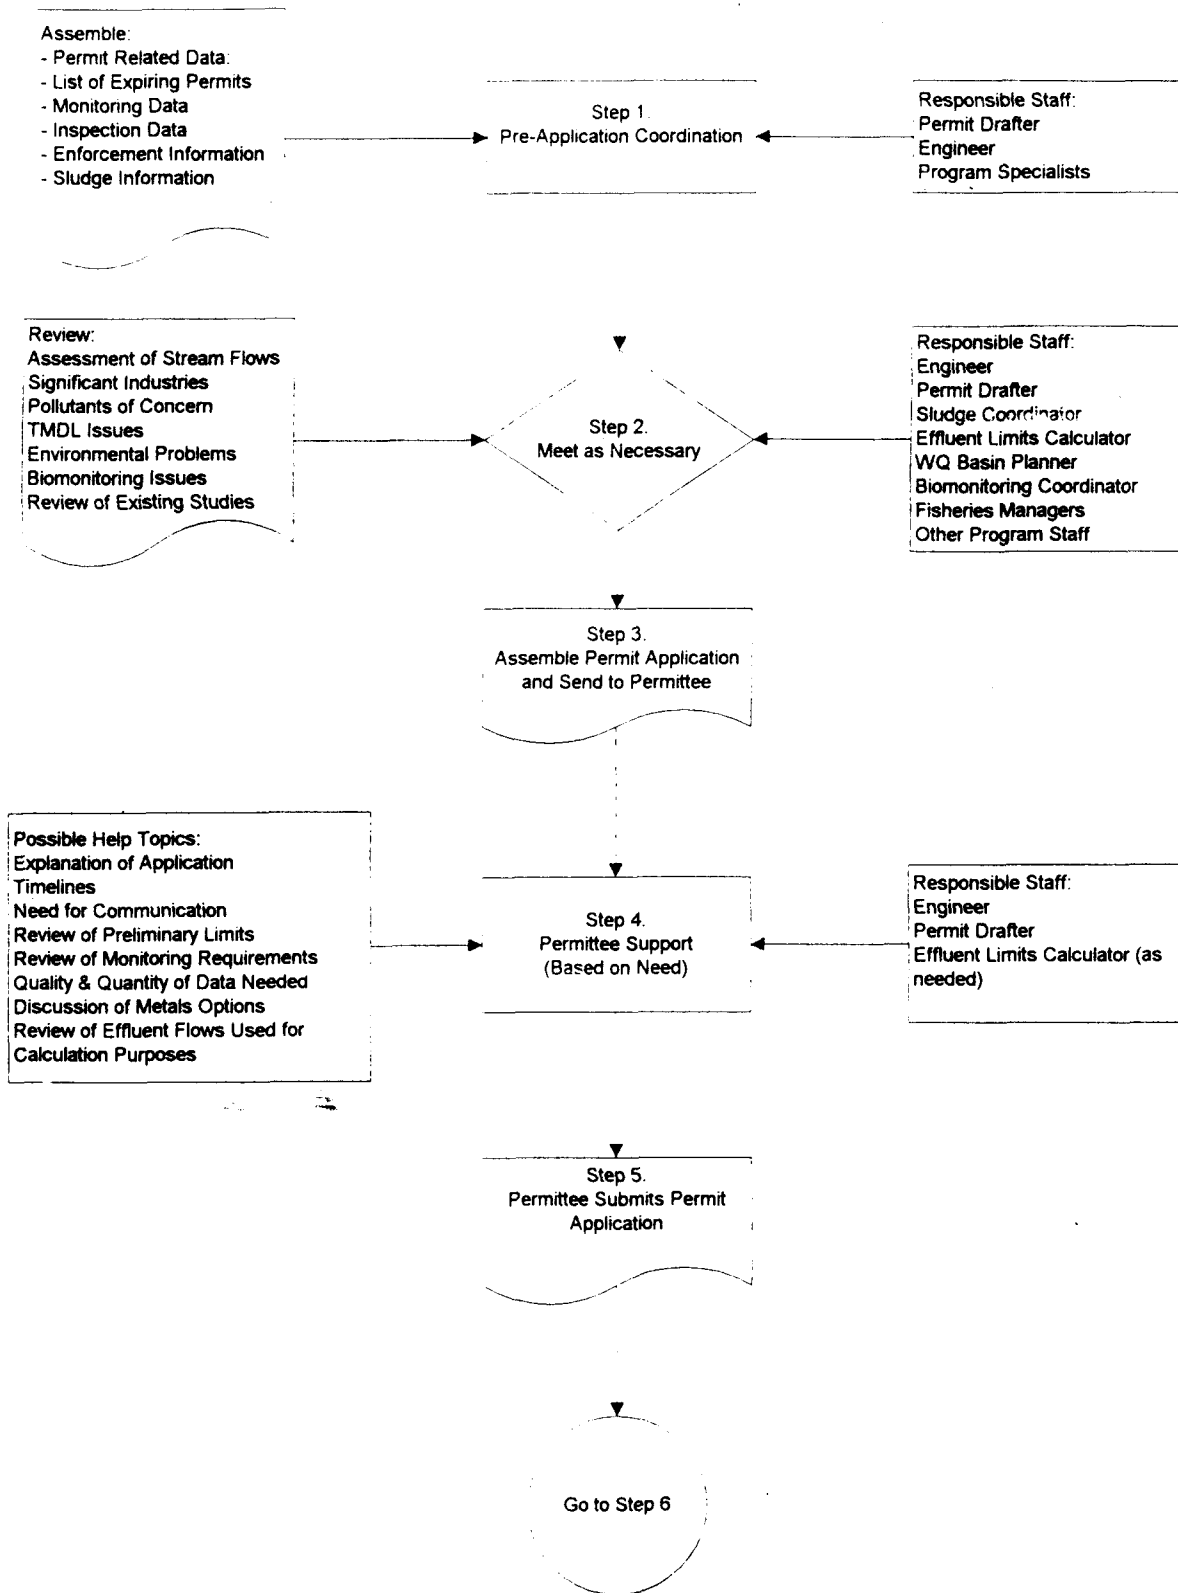 Assemble:
- Permit Related Data:
- List of Expiring Permits
- Monitoring Data
- Inspection Data
- Enforcement Information
- Sludge Information
Step 1.
Pre-Application Coordination
Responsible Staff:
Permit Drafter
Engineer
Program Specialists
Review:
Assessment of Stream Flows
Significant Industries
Pollutants of Concern
TMDL Issues
Environmental Problems
Biomonitoring Issues
Review of Existing Studies
Step 2.
Meet as Necessary
Responsible Staff:
Engineer
Permit Drafter
Sludge Coordinator
Effluent Limits Calculator
WQ Basin Planner
Biomonitoring Coordinator
Fisheries Managers
Other Program Staff
Step 3.
Assemble Permit Application
and Send to Permittee
Possible Help Topics:
Explanation of Application
Timelines
Need for Communication
Review of Preliminary Limits
Review of Monitoring Requirements
Quality & Quantity of Data Needed
Discussion of Metals Options
Review of Effluent Flows Used for
Calculation Purposes
Step 4.
Permittee Support
(Based on Need)
Responsible Staff:
Engineer
Permit Drafter
Effluent Limits Calculator (as
needed)
Step 5.
Permittee Submits Permit
Application
Go to Step 6